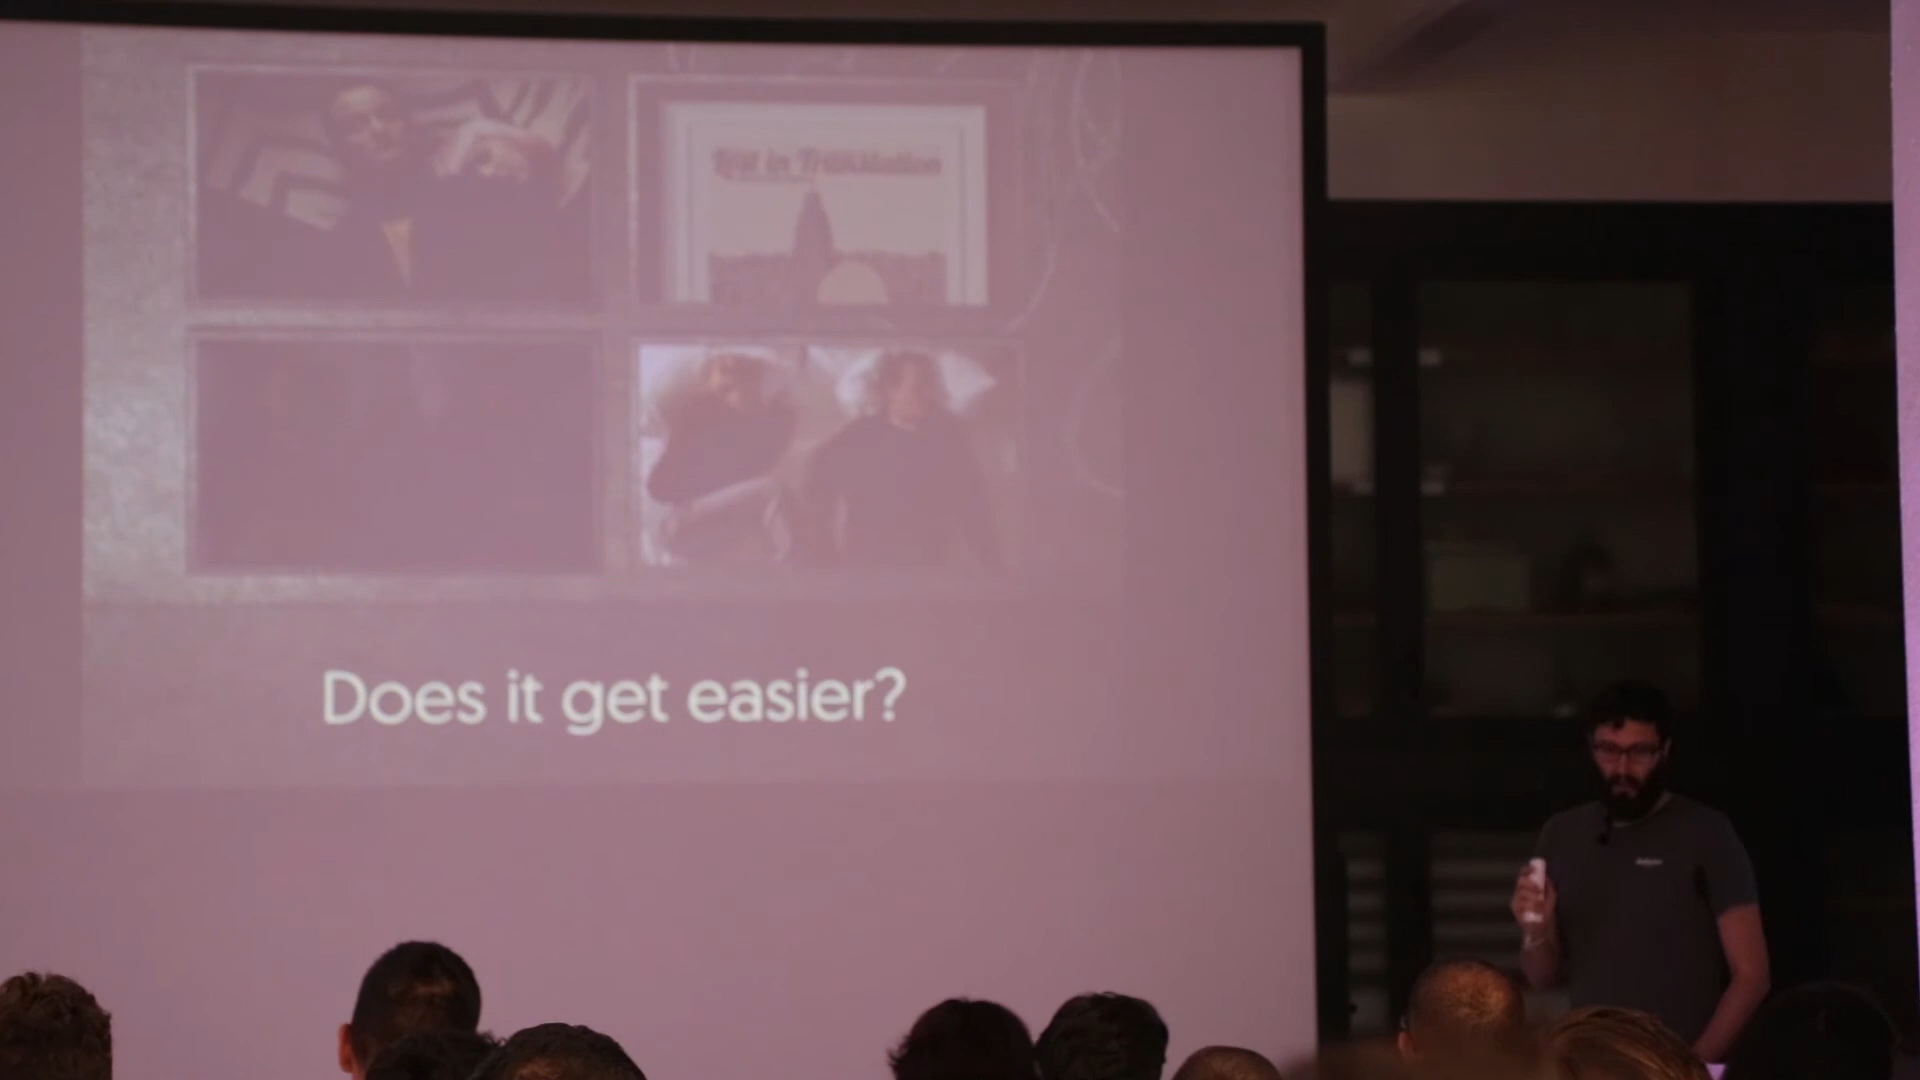 Lost in Translation
Does it get easier?